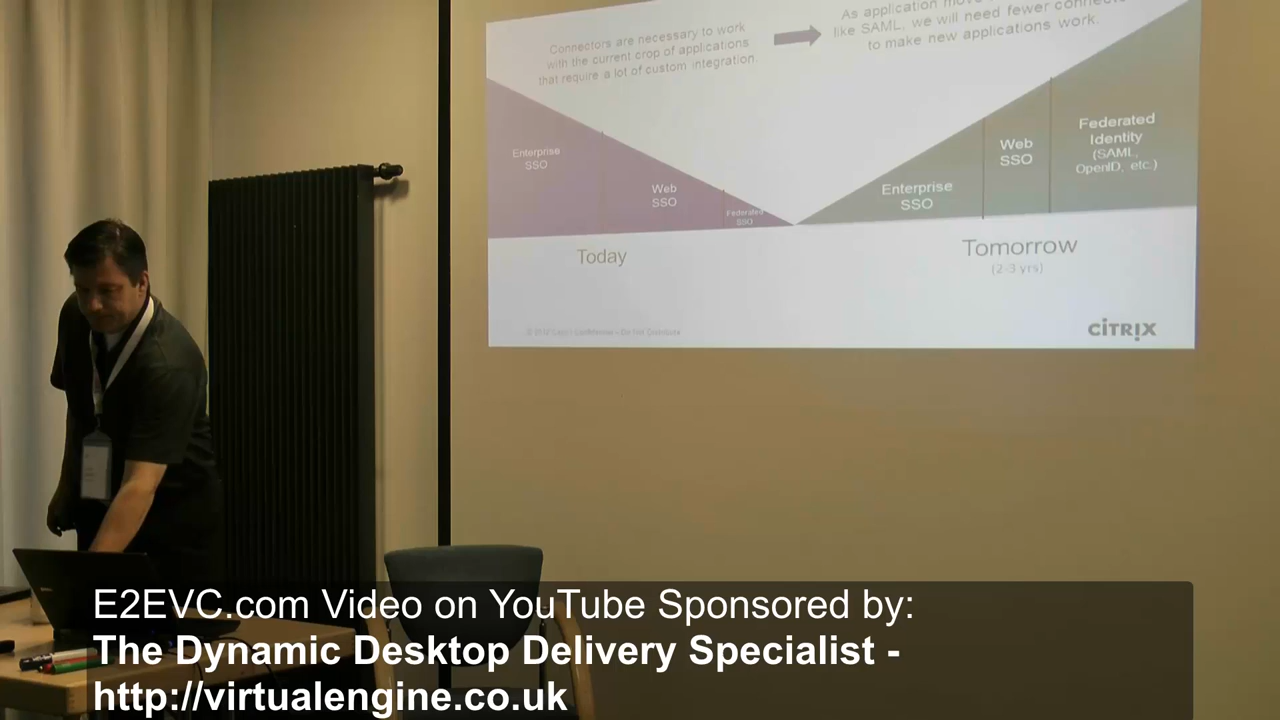 Connectors are necessary to work
with the current crop of applications
that require a lot of custom integration.
As application move
like SAML, we will need fewer
to make new applications work.
Enterprise
SSO
Web
SSO
Federated
SSO
Enterprise
SSO
Web
SSO
Federated
Identity
(SAML,
OpenID, etc.)
Today
Tomorrow
(2-3 yrs)
CITRIX
E2EVC.com Video on YouTube Sponsored by:
The Dynamic Desktop Delivery Specialist -
http://virtualengine.co.uk